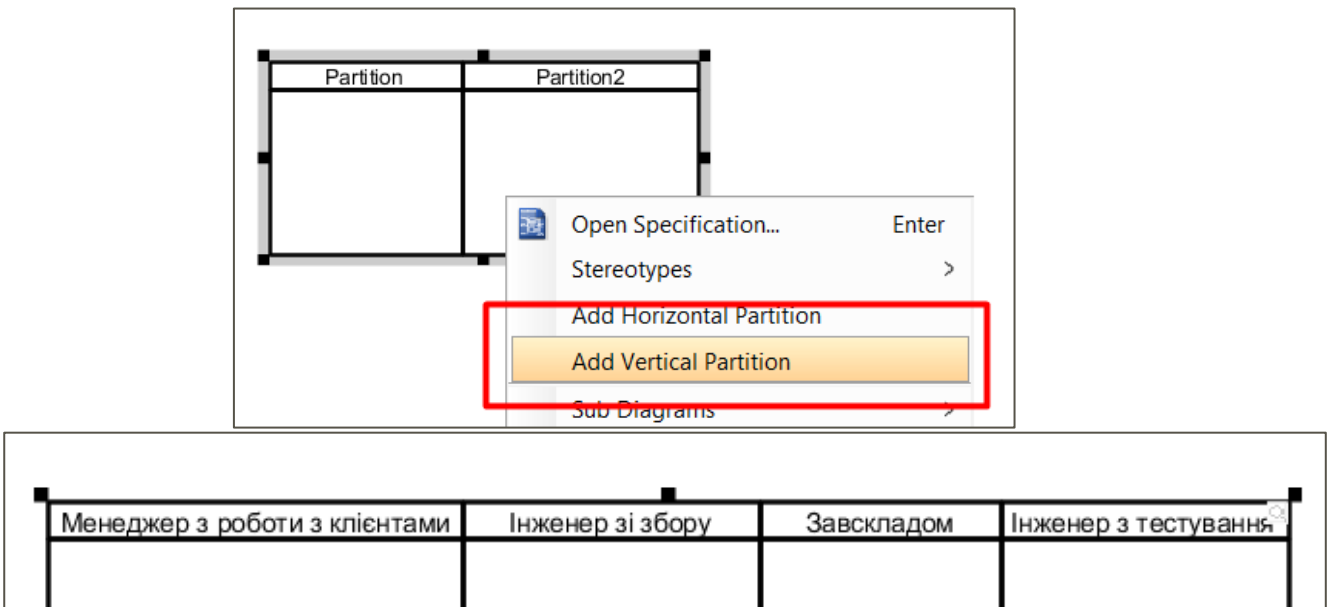 Partition Partition2
Open Specification... Enter
Stereotypes >
Add Horizontal Partition
Add Vertical Partition
Sub Diagrams >
Менеджер з роботи з клієнтами Інженер зі збору Завскладом Інженер з тестування